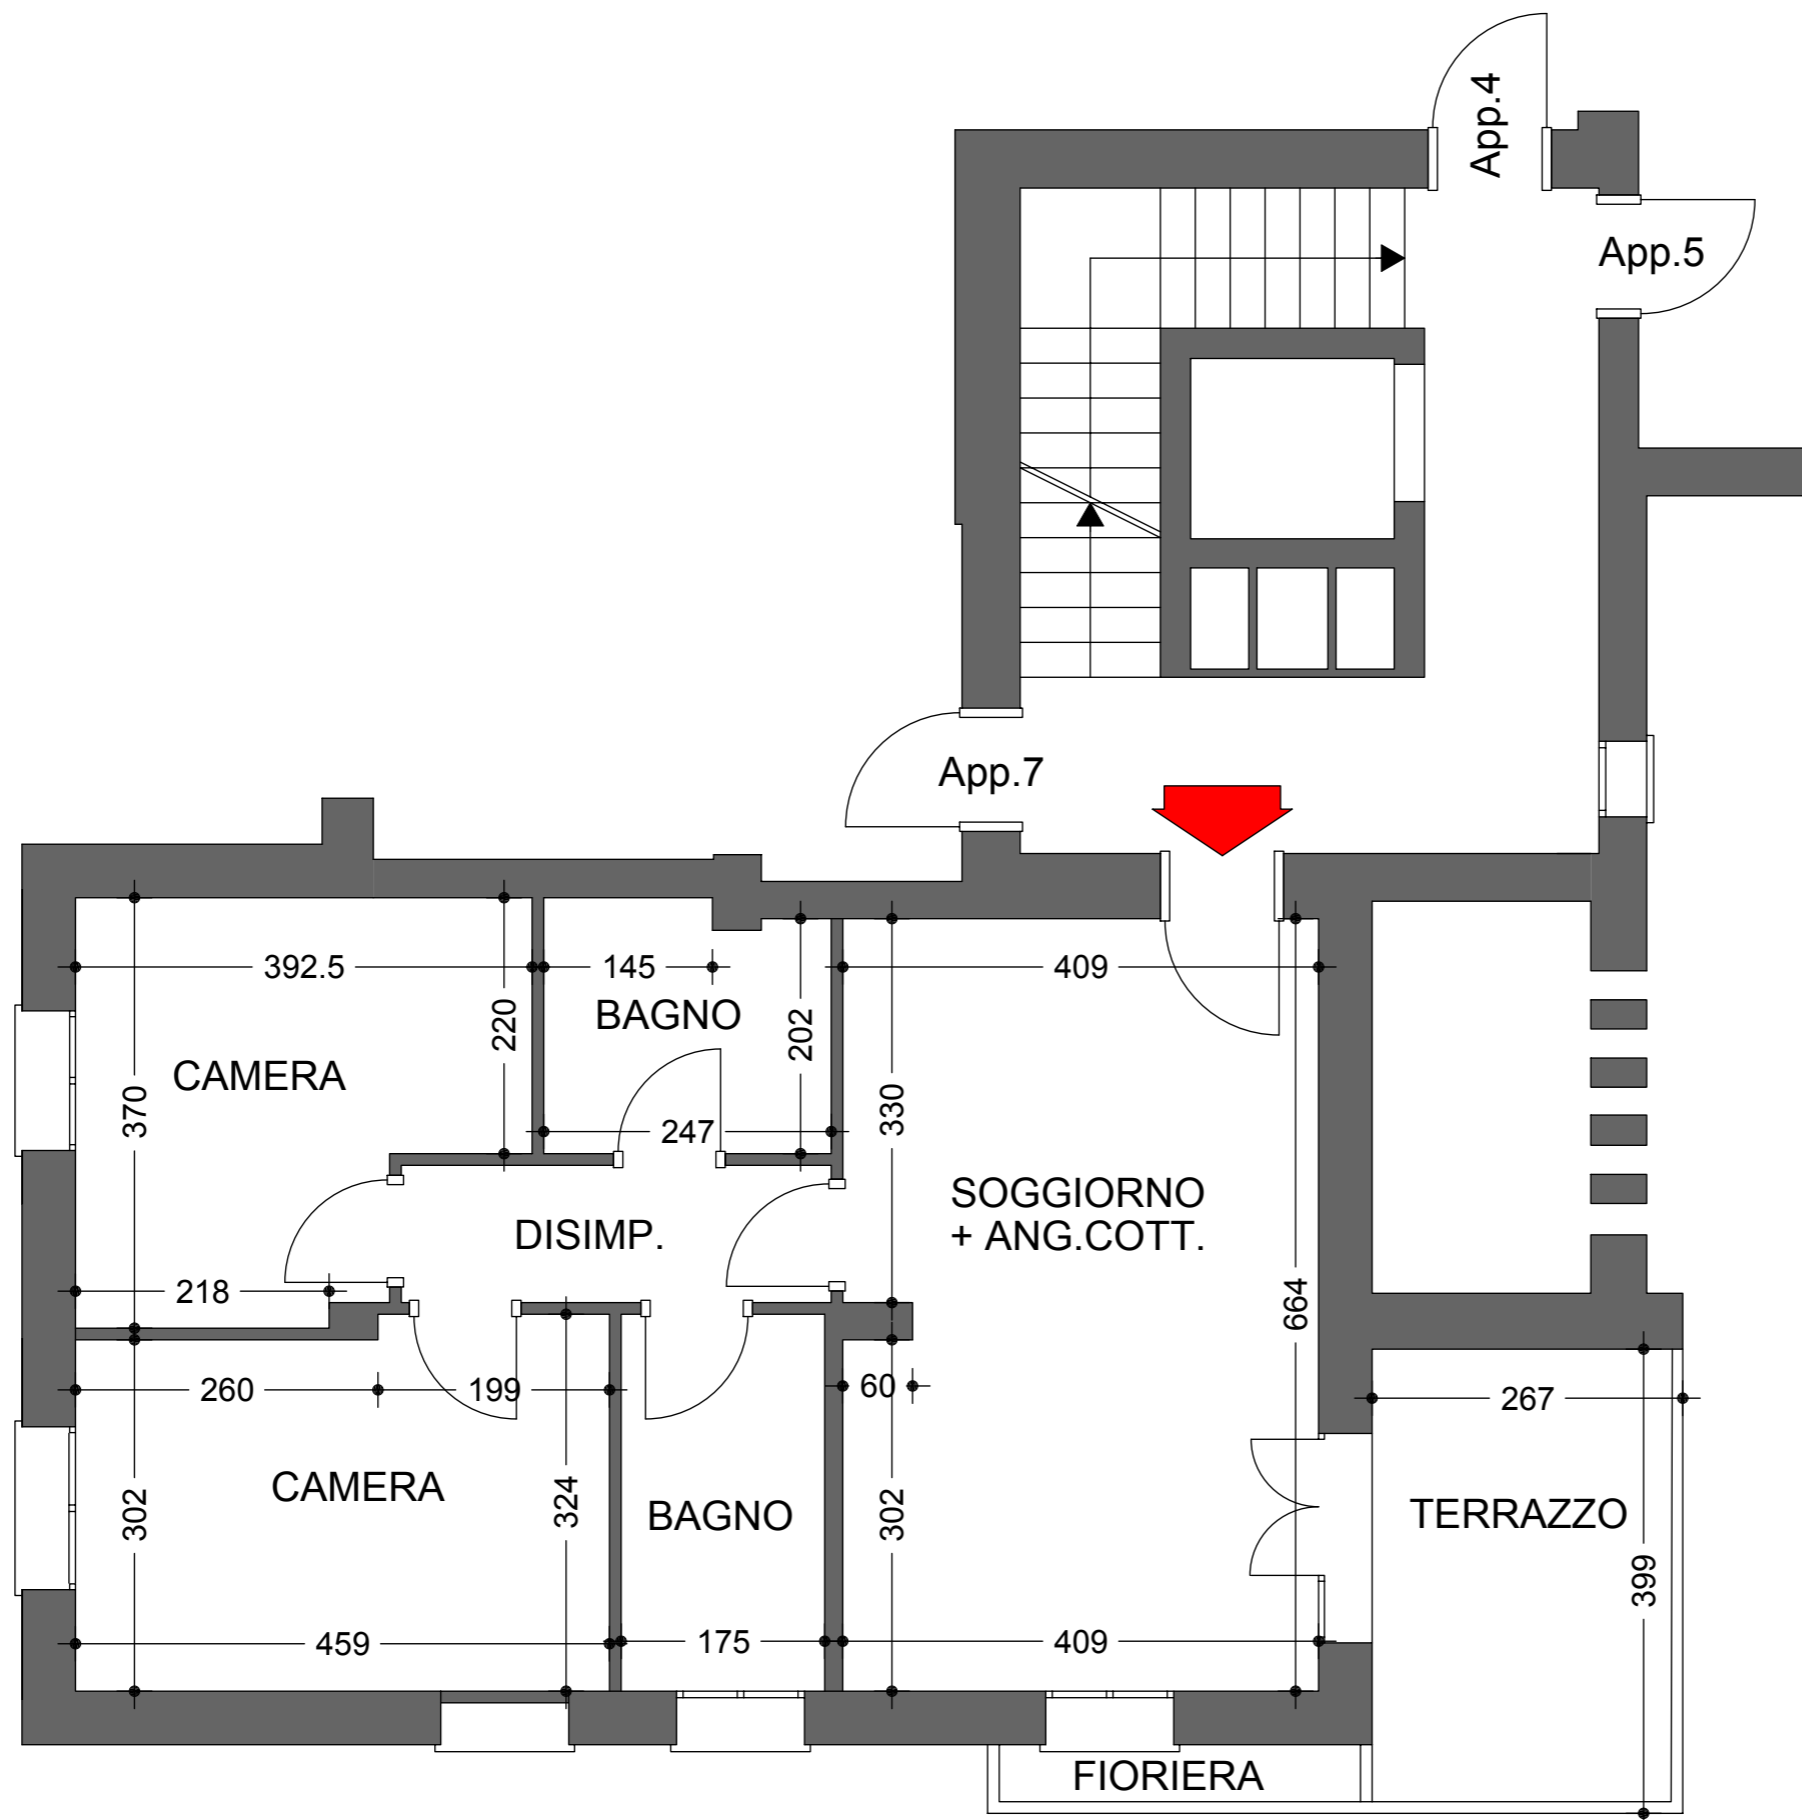 App.4
App.5
App.7
392.5
145
409
220
BAGNO
202
CAMERA
370
330
247
SOGGIORNO
+ ANG.COTT.
DISIMP.
218
664
260
199
60
267
CAMERA
302
324
BAGNO
302
TERRAZZO
399
459
175
409
FIORIERA